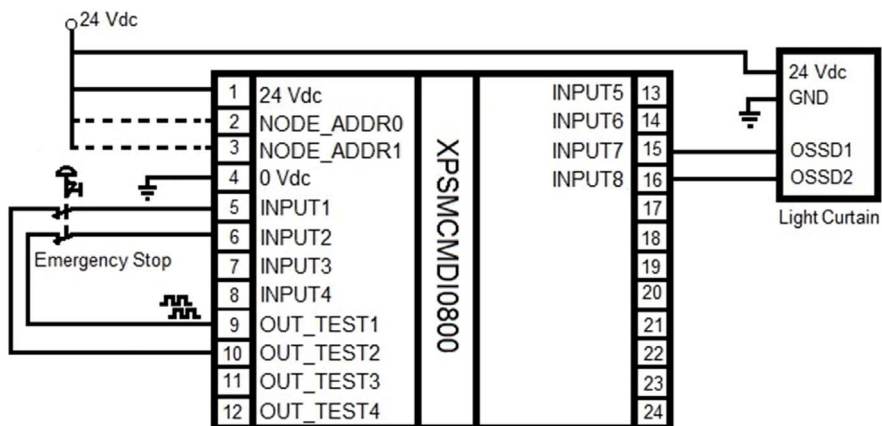 24 Vdc
1 24 Vdc
2 NODE_ADDR0
3 NODE_ADDR1
4 0 Vdc
5 INPUT1
6 INPUT2
7 INPUT3
8 INPUT4
9 OUT_TEST1
10 OUT_TEST2
11 OUT_TEST3
12 OUT_TEST4
Emergency Stop
XPSMCMDI0800
INPUT5 13
INPUT6 14
INPUT7 15
INPUT8 16
17
18
19
20
21
22
23
24
24 Vdc
GND
OSSD1
OSSD2
Light Curtain